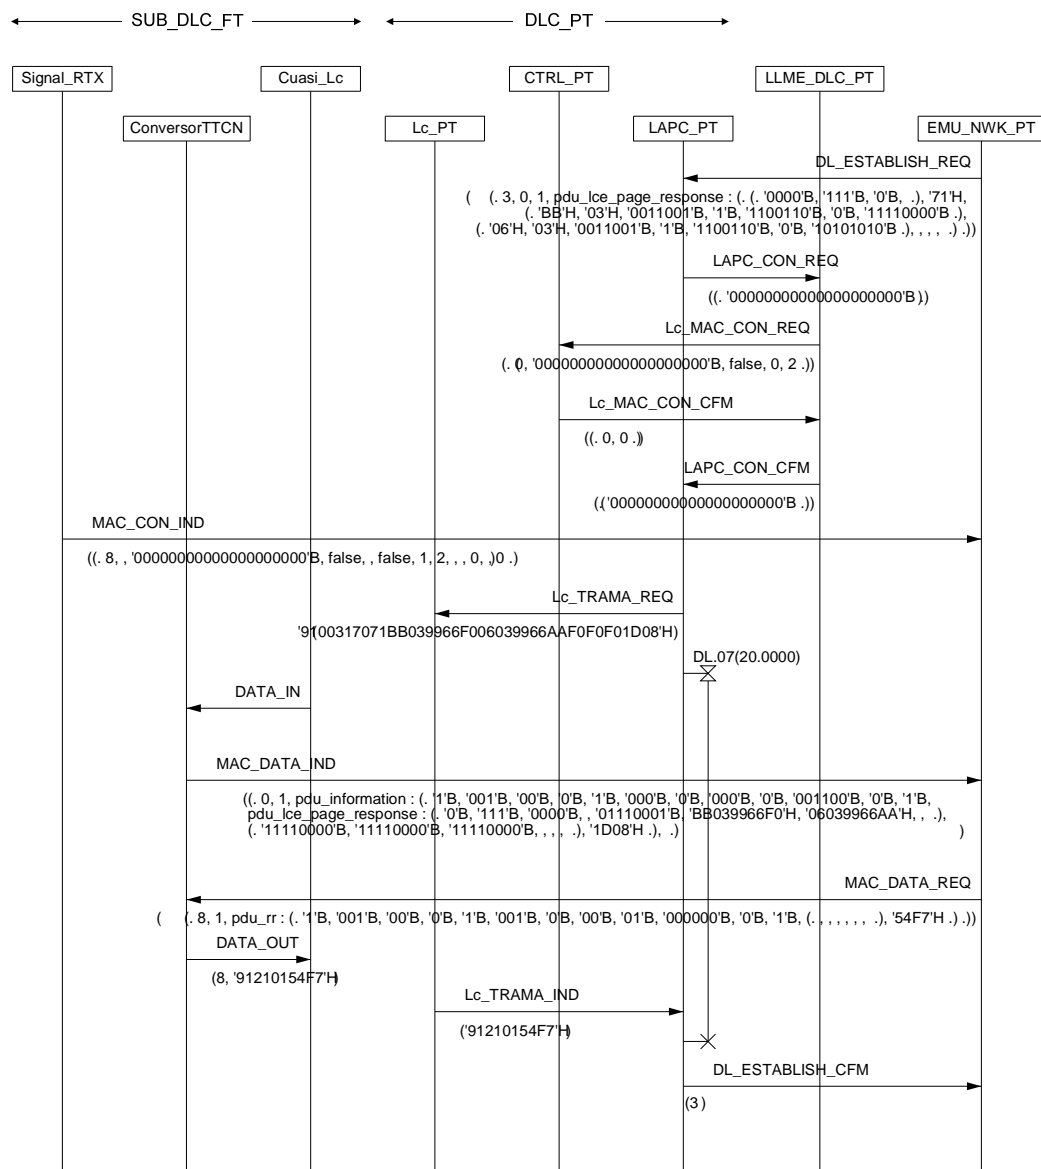 SUB_DLC_FT DLC_PT
Signal_RTX Cuasi_Lc CTRL_PT LLME_DLC_PT
ConversorTTCN Lc_PT LAPC_PT EMU_NWK_PT
DL_ESTABLISH_REQ
( (. 3, 0, 1, pdu_lce_page_response : (. (. '0000'B, '111'B, '0'B, .), '71'H,
(. 'BB'H, '03'H, '0011001'B, '1'B, '1100110'B, '0'B, '11110000'B .),
(. '06'H, '03'H, '0011001'B, '1'B, '1100110'B, '0'B, '10101010'B .), , , , .) .))
LAPC_CON_REQ
((. '00000000000000000000'B .))
Lc_MAC_CON_REQ
(. 0, '00000000000000000000'B, false, 0, 2 .))
Lc_MAC_CON_CFM
((. 0, 0 .))
LAPC_CON_CFM
((. '00000000000000000000'B .))
MAC_CON_IND
((. 8, , '00000000000000000000'B, false, , false, 1, 2, , , 0, ,)0 .)
Lc_TRAMA_REQ
('9100317071BB039966F006039966AAF0F0F01D08'H)
DL.07(20.0000)
DATA_IN
MAC_DATA_IND
((. 0, 1, pdu_information : (. '1'B, '001'B, '00'B, '0'B, '1'B, '000'B, '0'B, '000'B, '0'B, '001100'B, '0'B, '1'B,
pdu_lce_page_response : (. '0'B, '111'B, '0000'B, , '01110001'B, 'BB039966F0'H, '06039966AA'H, , .),
(. '11110000'B, '11110000'B, '11110000'B, , , , .), '1D08'H .), .) )
MAC_DATA_REQ
( (. 8, 1, pdu_rr : (. '1'B, '001'B, '00'B, '0'B, '1'B, '001'B, '0'B, '00'B, '01'B, '000000'B, '0'B, '1'B, (. , , , , , , .), '54F7'H .) .))
DATA_OUT
(8, '91210154F7'H)
Lc_TRAMA_IND
('91210154F7'H)
DL_ESTABLISH_CFM
(3 )